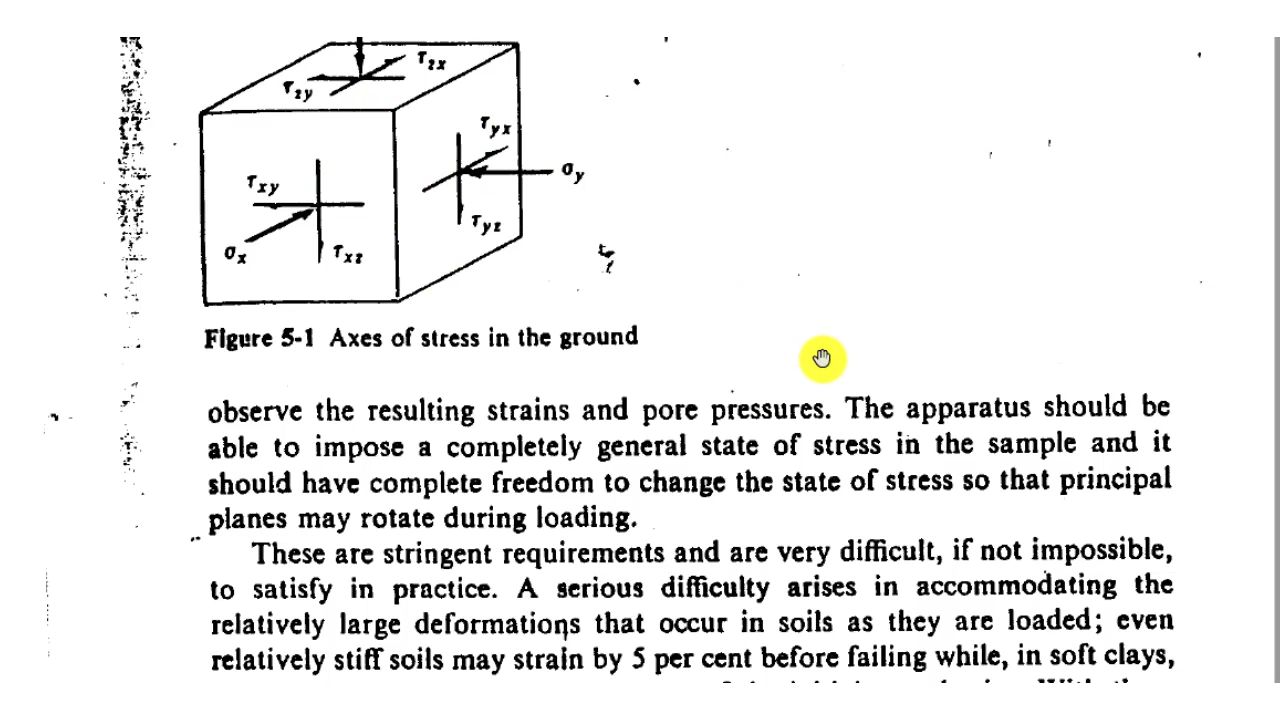 τzx
τzy
τyx
σy
τxy
τyz
σx
τxz
Figure 5-1 Axes of stress in the ground
observe the resulting strains and pore pressures. The apparatus should be
able to impose a completely general state of stress in the sample and it
should have complete freedom to change the state of stress so that principal
planes may rotate during loading.
These are stringent requirements and are very difficult, if not impossible,
to satisfy in practice. A serious difficulty arises in accommodating the
relatively large deformations that occur in soils as they are loaded; even
relatively stiff soils may strain by 5 per cent before failing while, in soft clays,